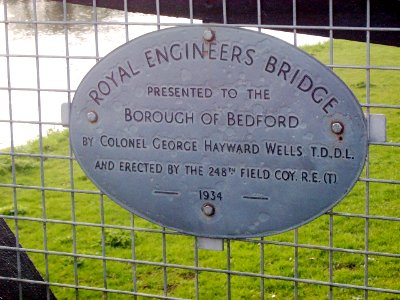 ROYAL ENGINEERS BRIDGE
PRESENTED TO THE
BOROUGH OF BEDFORD
BY COLONEL GEORGE HAYWARD WELLS T.D.,D.L.
AND ERECTED BY THE 248TH FIELD COY. R.E. (T)
1934